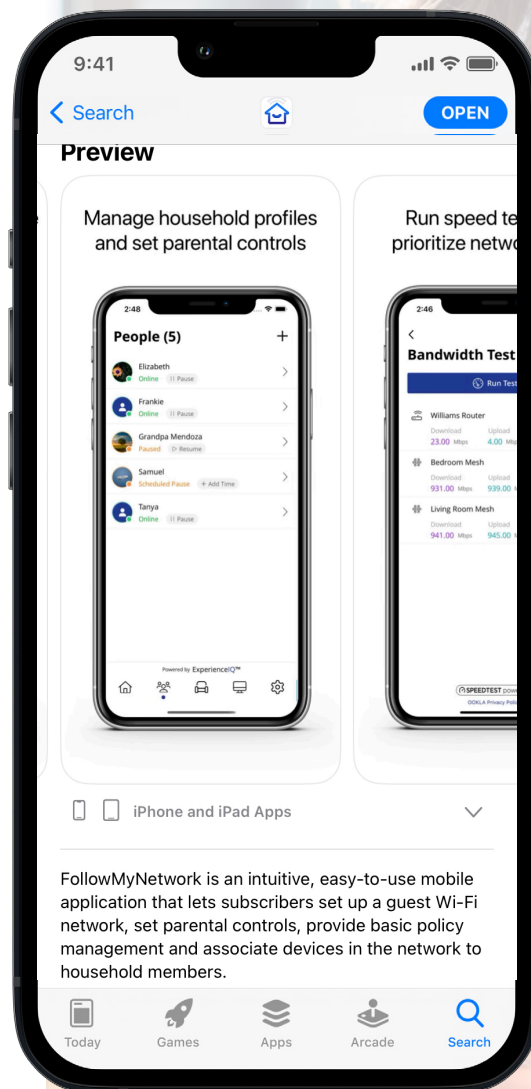 9:41
Search
OPEN
Preview
Manage household profiles
and set parental controls
2:48
People (5)
Elizabeth
Online Pause
Frankie
Online Pause
Grandpa Mendoza
Paused Resume
Samuel
Scheduled Pause + Add Time
Tanya
Online Pause
Powered by ExperienceIQ™
Run speed te
prioritize netwo
2:46
Bandwidth Test
Run Test
Williams Router
Download Upload
23.00 Mbps 4.00 Mbp
Bedroom Mesh
Download Upload
931.00 Mbps 939.00
Living Room Mesh
Download Upload
941.00 Mbps 945.00
SPEEDTEST POWE
OOKLA Privacy Polic
iPhone and iPad Apps
FollowMyNetwork is an intuitive, easy-to-use mobile
application that lets subscribers set up a guest Wi-Fi
network, set parental controls, provide basic policy
management and associate devices in the network to
household members.
Today Games Apps Arcade Search